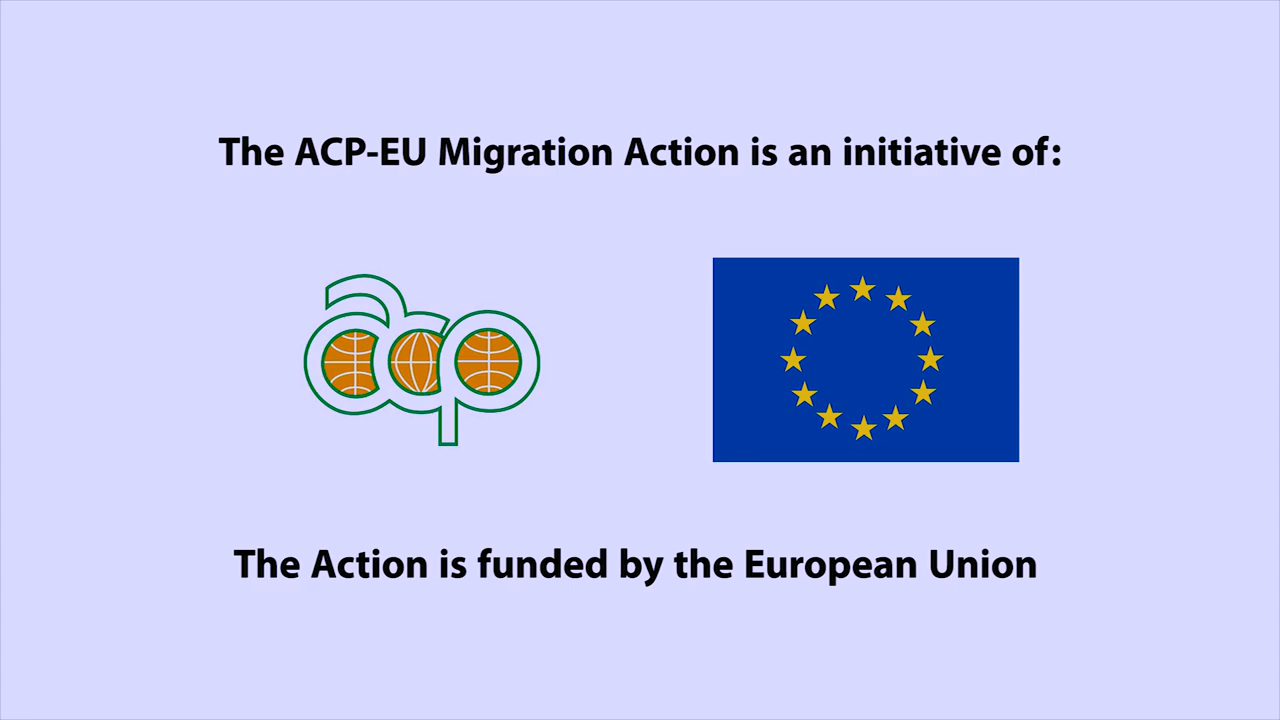 The ACP-EU Migration Action is an initiative of:
acp
The Action is funded by the European Union